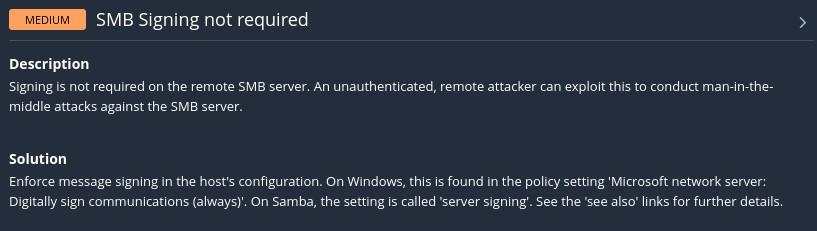 MEDIUM SMB Signing not required
Description
Signing is not required on the remote SMB server. An unauthenticated, remote attacker can exploit this to conduct man-in-the-
middle attacks against the SMB server.
Solution
Enforce message signing in the host's configuration. On Windows, this is found in the policy setting 'Microsoft network server:
Digitally sign communications (always)'. On Samba, the setting is called 'server signing'. See the 'see also' links for further details.